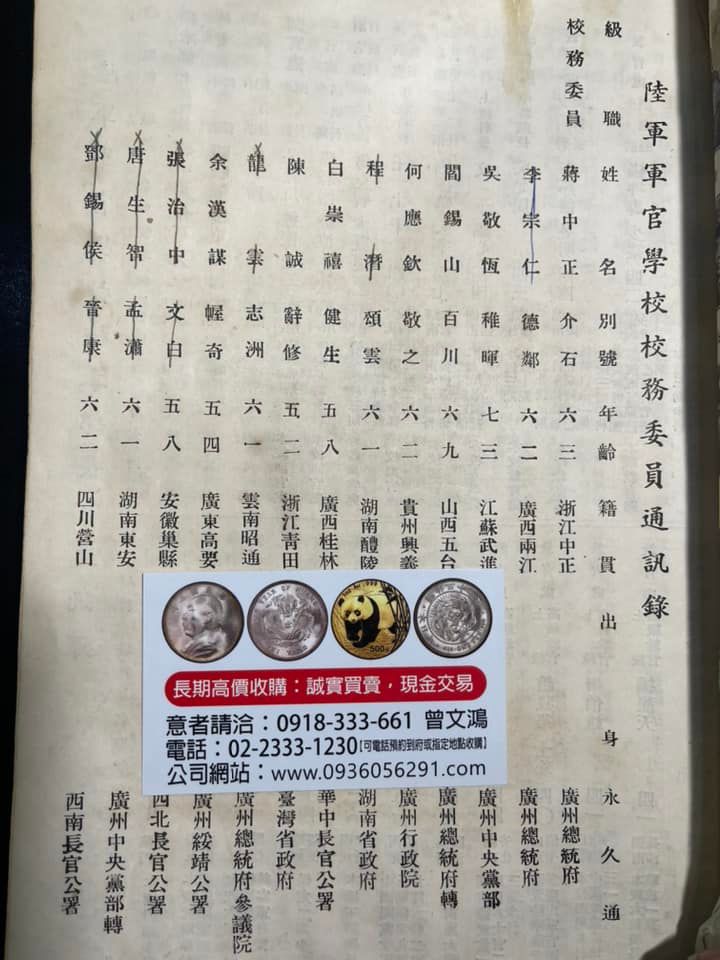 陸軍軍官學校校務委員通訊錄
級職 姓名 別號 年齡 籍貫 出身 永久通
校務委員 蔣中正 介石 六三 浙江中正 廣州總統府
李宗仁 德鄰 六二 廣西兩江 廣州總統府
吳敬恆 稚暉 七三 江蘇武進 廣州中央黨部
閻錫山 百川 六九 山西五台 廣州總統府轉
何應欽 敬之 六二 貴州興義 廣州行政院
程潛 頌雲 六一 湖南醴陵 湖南省政府
白崇禧 健生 五八 廣西桂林 華中長官公署
陳誠 辭修 五二 浙江青田 臺灣省政府
龍雲 志洲 六一 雲南昭通 廣州總統府參議院
余漢謀 幄奇 五四 廣東高要 廣州綏靖公署
張治中 文白 五八 安徽巢縣 西北長官公署
唐生智 孟瀟 六一 湖南東安 廣州中央黨部轉
鄧錫侯 晉康 六二 四川營山 西南長官公署
500
長期高價收購：誠實買賣，現金交易
意者請洽：0918-333-661 曾文鴻
電話：02-2333-1230【可電話預約到府或指定地點收購】
公司網站：www.0936056291.com